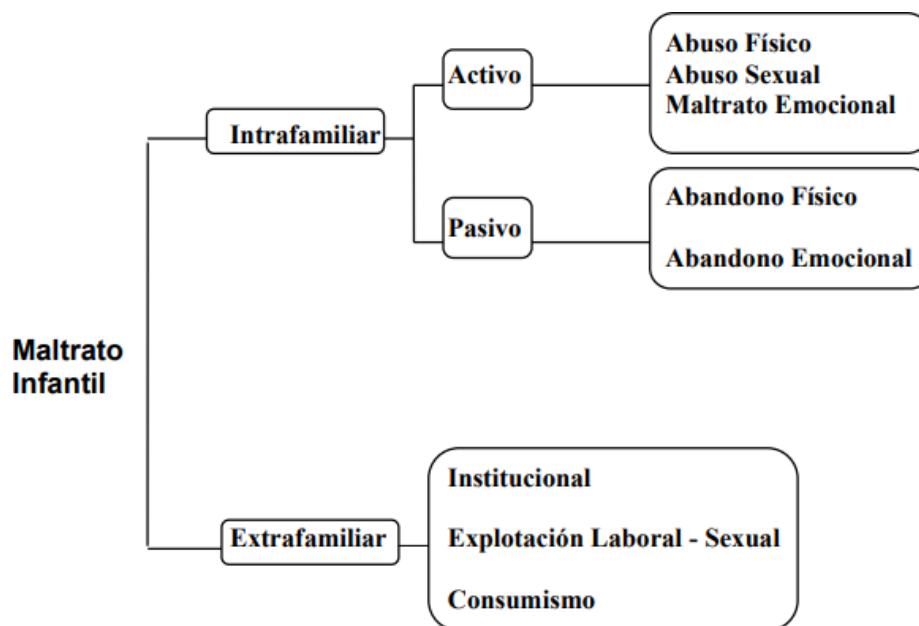 Abuso Físico
Abuso Sexual
Maltrato Emocional
Activo
Intrafamiliar
Pasivo
Abandono Físico
Abandono Emocional
Maltrato
Infantil
Institucional
Extrafamiliar
Explotación Laboral - Sexual
Consumismo